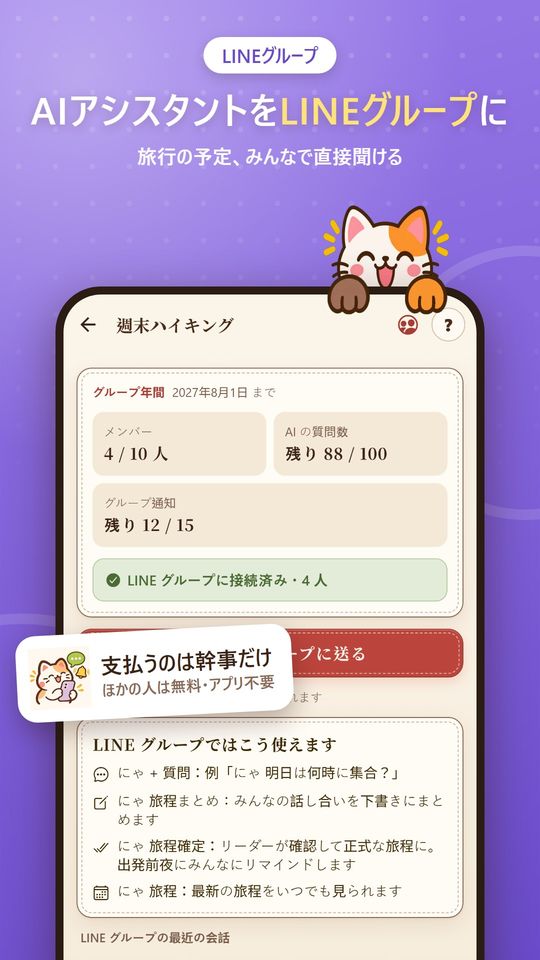 LINEグループ
AIアシスタントをLINEグループに
旅行の予定、みんなで直接聞ける
週末ハイキング
?
グループ年間 2027年8月1日 まで
メンバー
4 / 10 人
AI の質問数
残り 88 / 100
グループ通知
残り 12 / 15
LINE グループに接続済み・4 人
ープに送る
支払うのは幹事だけ
ほかの人は無料・アプリ不要
れます
LINE グループではこう使えます
にゃ + 質問：例「にゃ 明日は何時に集合？」
にゃ 旅程まとめ：みんなの話し合いを下書きにまと
めます
にゃ 旅程確定：リーダーが確認して正式な旅程に。
出発前夜にみんなにリマインドします
にゃ 旅程：最新の旅程をいつでも見られます
LINE グループの最近の会話